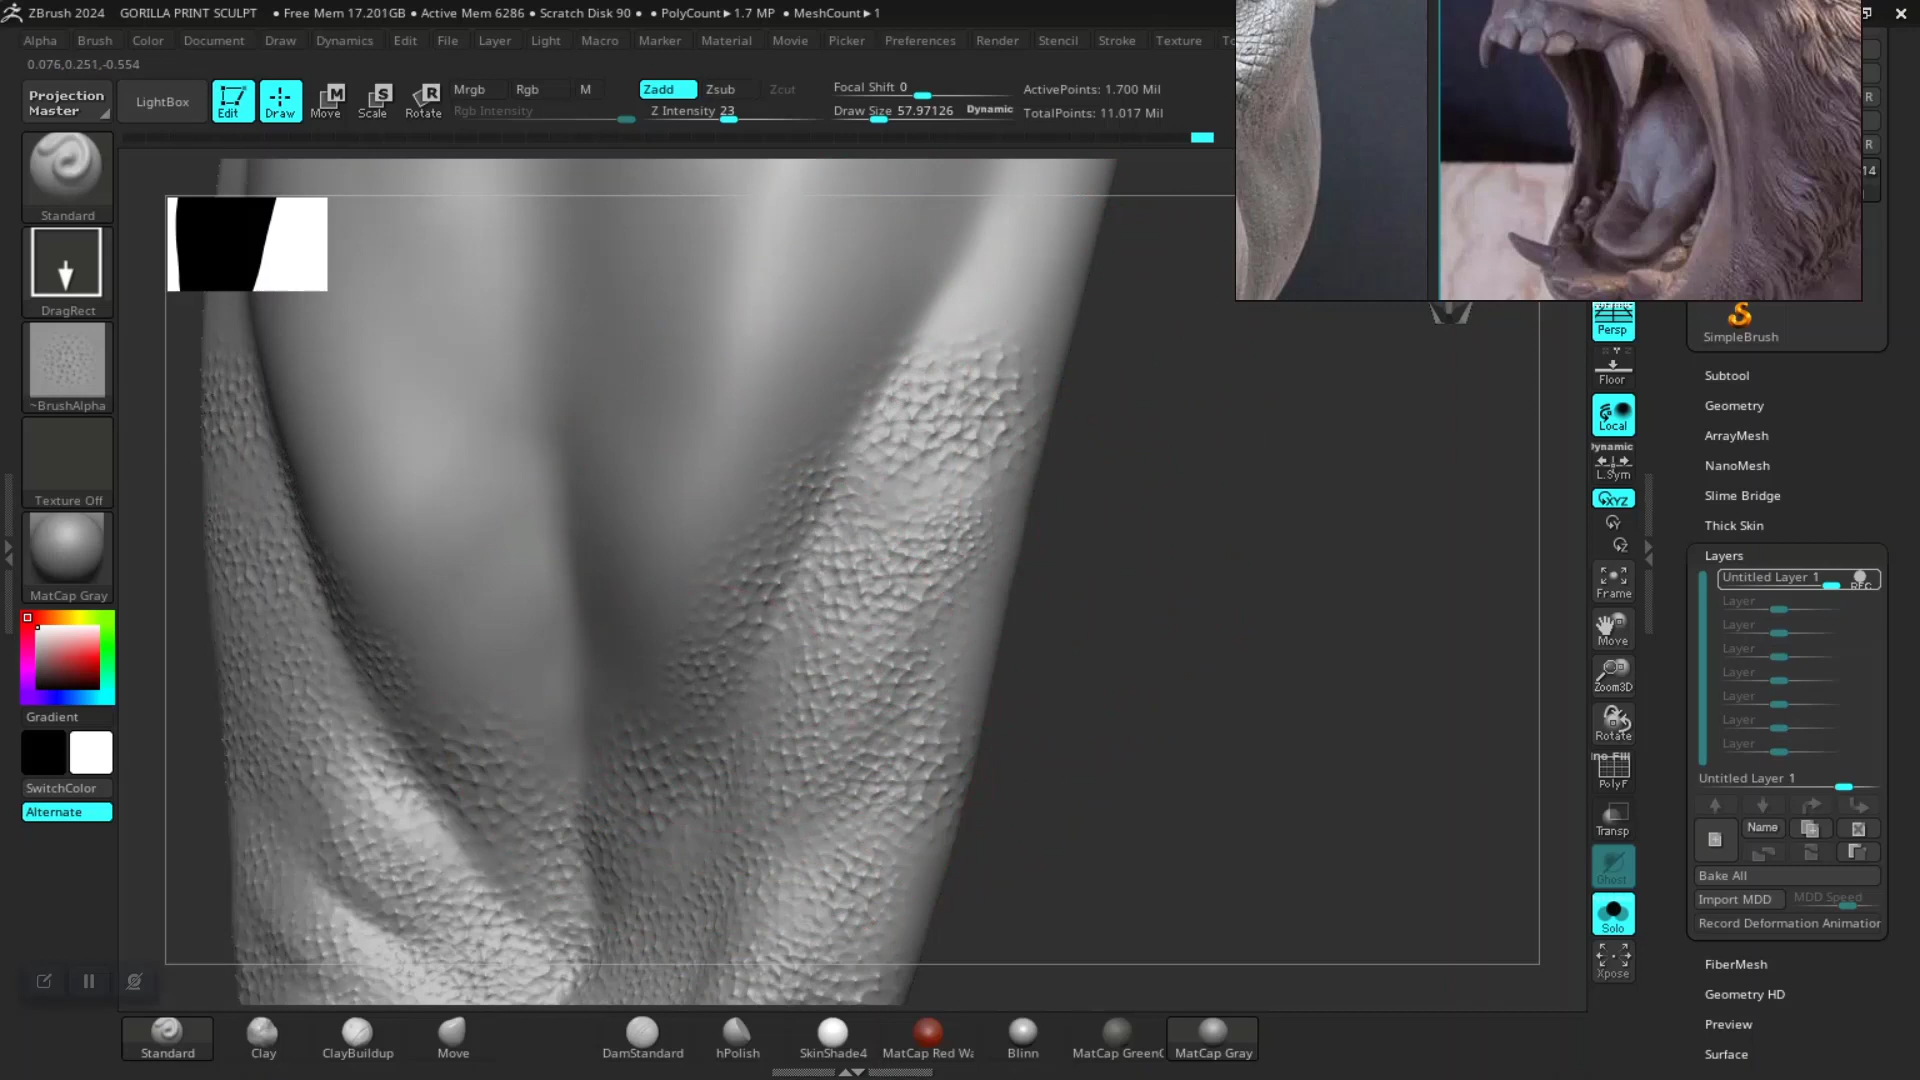 ZBrush 2024 GORILLA PRINT SCULPT • Free Mem 17.201GB • Active Mem 6286 • Scratch Disk 90 • • PolyCount▸1.7 MP • MeshCount▸1
Alpha Brush Color Document Draw Dynamics Edit File Layer Light Macro Marker Material Movie Picker Preferences Render Stencil Stroke Texture
0.076,0.251,-0.554
Projection Master
LightBox
Edit
Draw
Move
Scale
Rotate
Mrgb Rgb M
Rgb Intensity
Zadd Zsub Zcut
Z Intensity 23
Focal Shift 0
Draw Size 57.97126 Dynamic
ActivePoints: 1.700 Mil
TotalPoints: 11.017 Mil
Standard
DragRect
~BrushAlpha
Texture Off
MatCap Gray
Gradient
SwitchColor
Alternate
R
R
14
SimpleBrush
Persp
Floor
Local
Dynamic
L.Sym
XYZ
Y
Z
Frame
Move
Zoom3D
Rotate
PolyF
Transp
Ghost
Solo
Xpose
Subtool
Geometry
ArrayMesh
NanoMesh
Slime Bridge
Thick Skin
Layers
Untitled Layer 1 REC
Layer
Layer
Layer
Layer
Layer
Layer
Layer
Untitled Layer 1
Name
Bake All
Import MDD MDD Speed
Record Deformation Animation
FiberMesh
Geometry HD
Preview
Surface
Standard Clay ClayBuildup Move DamStandard hPolish SkinShade4 MatCap Red Wa Blinn MatCap GreenC MatCap Gray